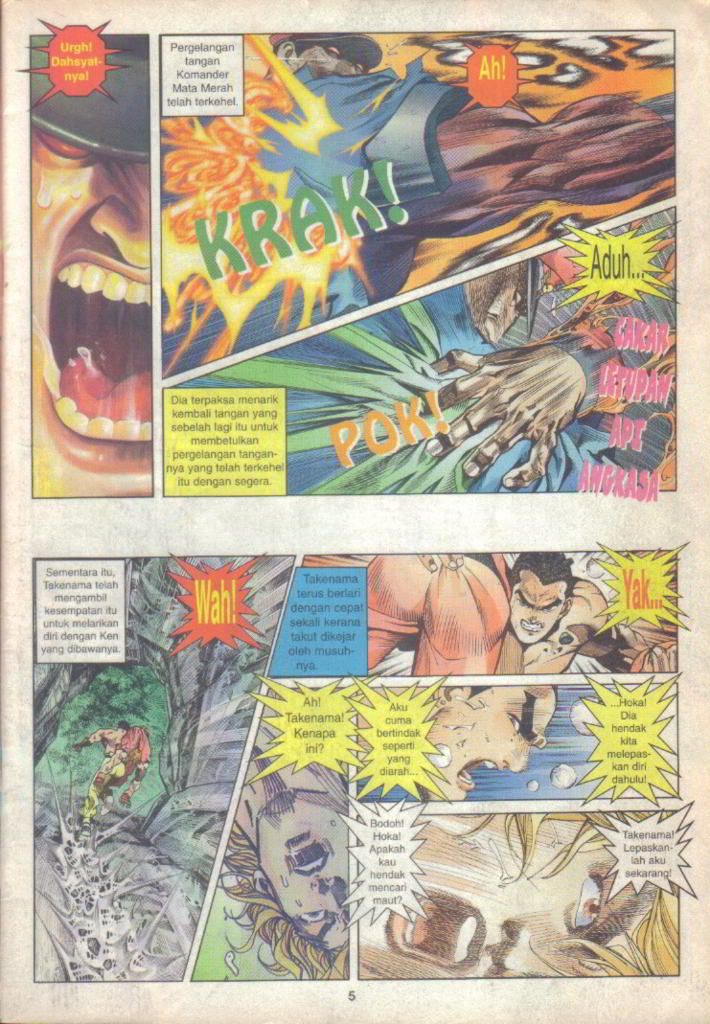 Urgh!
Dahsyat-
nya!
Pergelangan
tangan
Komander
Mata Merah
telah terkehel.
Ah!
KRAK!
Aduh...
CAKAR
LETUPAN
API
ANGKASA
Dia terpaksa menarik
kembali tangan yang
sebelah lagi itu untuk
membetulkan
pergelangan tangan-
nya yang telah terkehel
itu dengan segera.
POK!
Sementara itu,
Takenama telah
mengambil
kesempatan itu
untuk melarikan
diri dengan Ken
yang dibawanya.
Wah!
Takenama
terus berlari
dengan cepat
sekali kerana
takut dikejar
oleh musuh-
nya.
Yak...
Ah!
Takenama!
Kenapa
ini?
Aku
cuma
bertindak
seperti
yang
diarah...
...Hoka!
Dia
hendak
kita
melepas-
kan diri
dahulu!
Bodoh!
Hoka!
Apakah
kau
hendak
mencari
maut?
Takenama!
Lepaskan-
lah aku
sekarang!
5